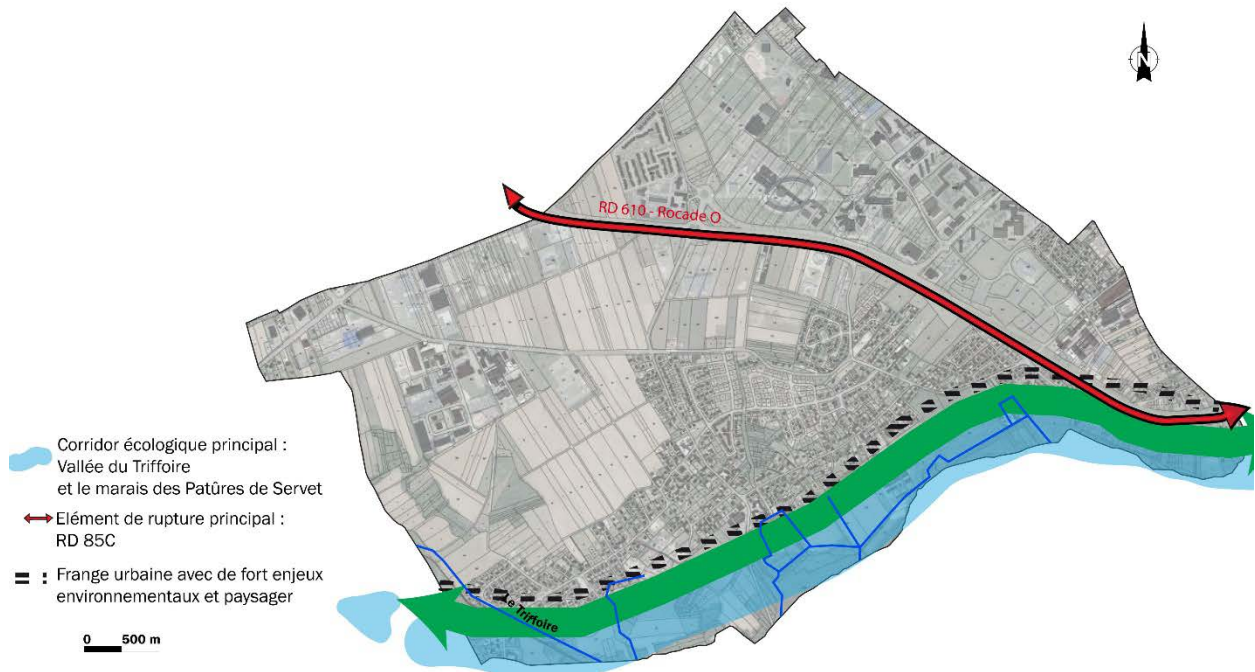 N
RD 610 - Rocade O
Corridor écologique principal :
Vallée du Triffoire
et le marais des Patûres de Servet
Elément de rupture principal :
RD 85C
Frange urbaine avec de fort enjeux
environnementaux et paysager
Le Triffoire
0 500 m